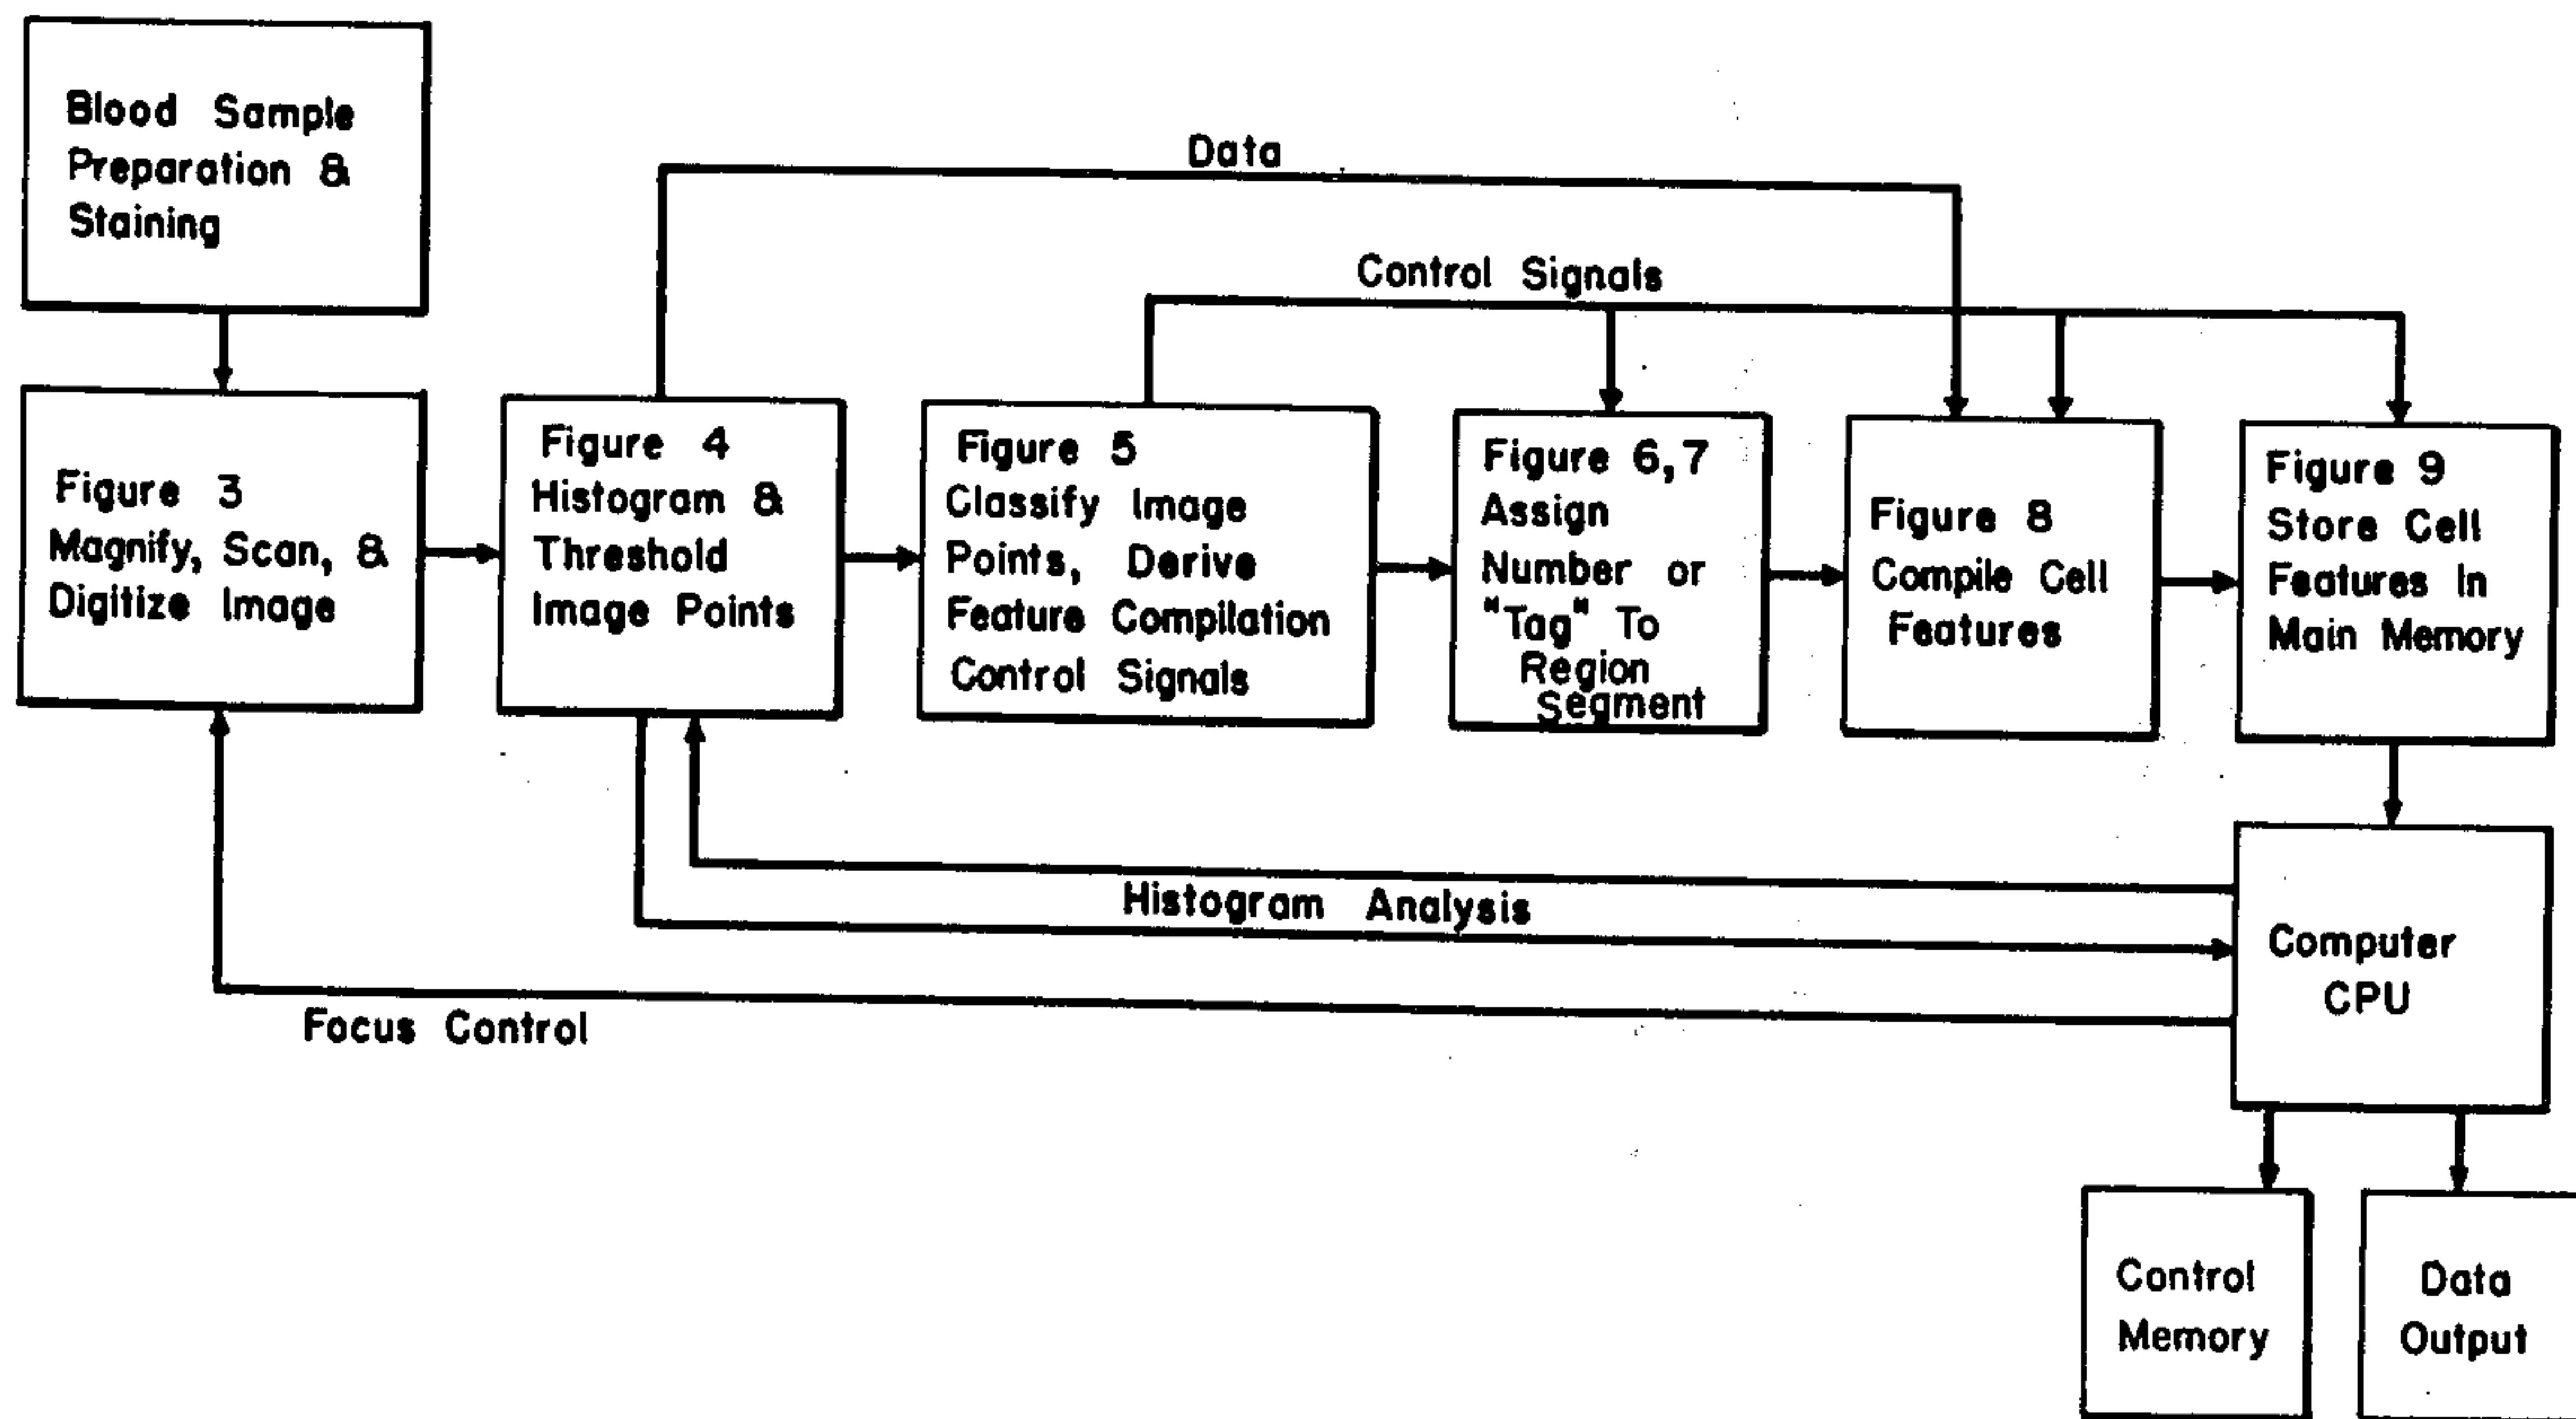 Blood Sample
Preparation &
Staining
Data
Control Signals
Figure 3
Magnify, Scan, &
Digitize Image
Figure 4
Histogram &
Threshold
Image Points
Figure 5
Classify Image
Points, Derive
Feature Compilation
Control Signals
Figure 6,7
Assign
Number or
"Tag" To
Region
Segment
Figure 8
Compile Cell
Features
Figure 9
Store Cell
Features In
Main Memory
Histogram Analysis
Focus Control
Computer
CPU
Control
Memory
Data
Output